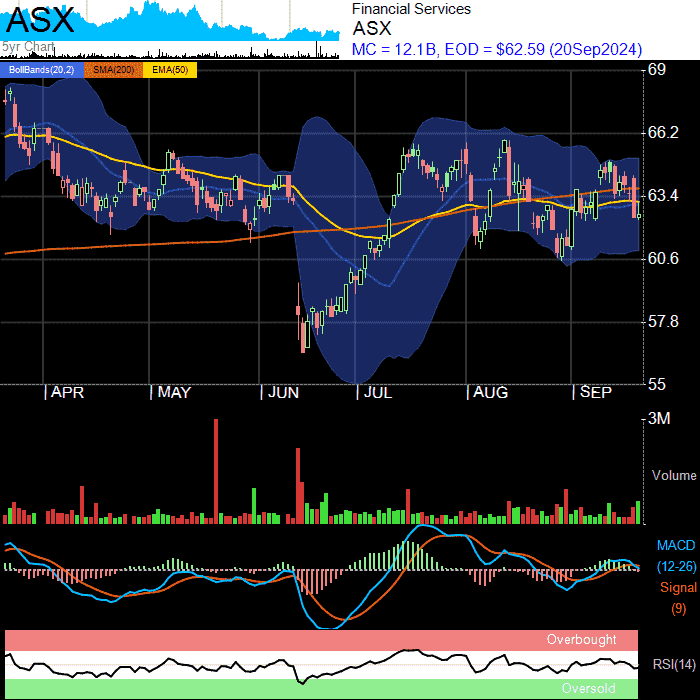 ASX
5yr Chart
Financial Services
ASX
MC = 12.1B, EOD = $62.59 (20Sep2024)
BollBands(20,2) SMA(200) EMA(50)
69
66.2
63.4
60.6
57.8
55
APR MAY JUN JUL AUG SEP
3M
Volume
MACD
(12-26)
Signal
(9)
Overbought
RSI(14)
Oversold